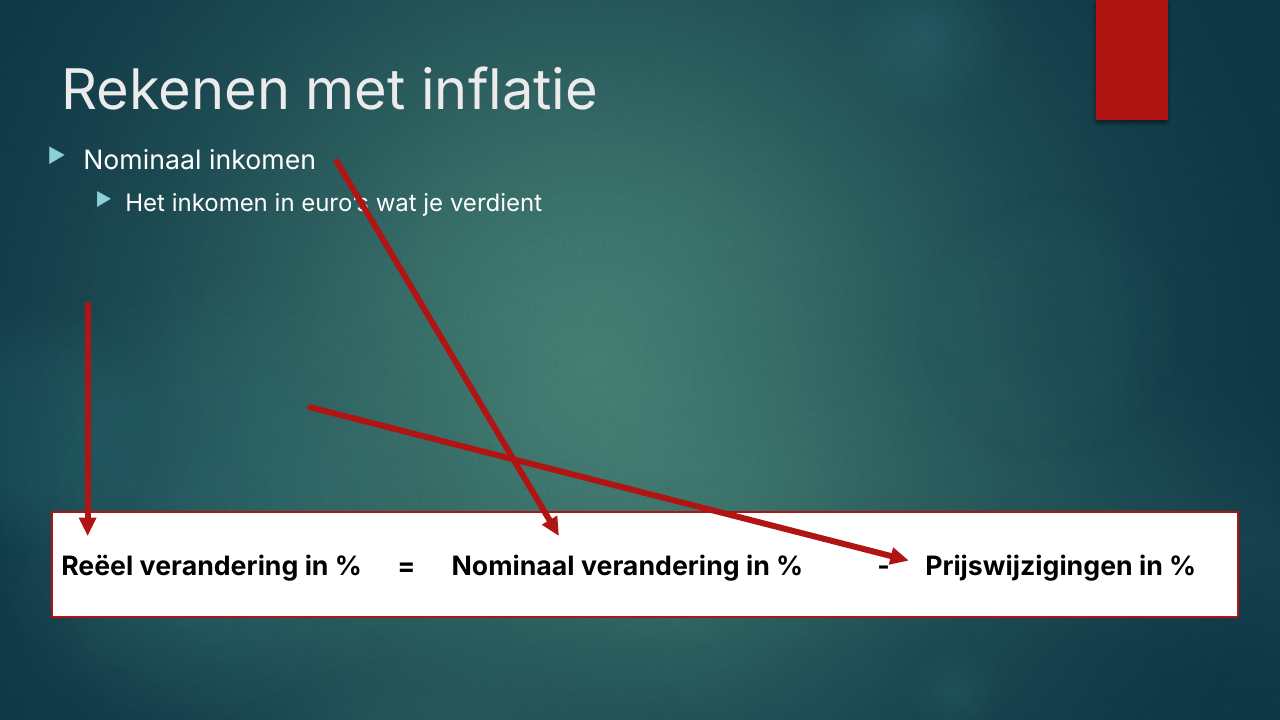 Rekenen met inflatie
Nominaal inkomen
Het inkomen in euro's wat je verdient
Reëel verandering in % = Nominaal verandering in % - Prijswijzigingen in %